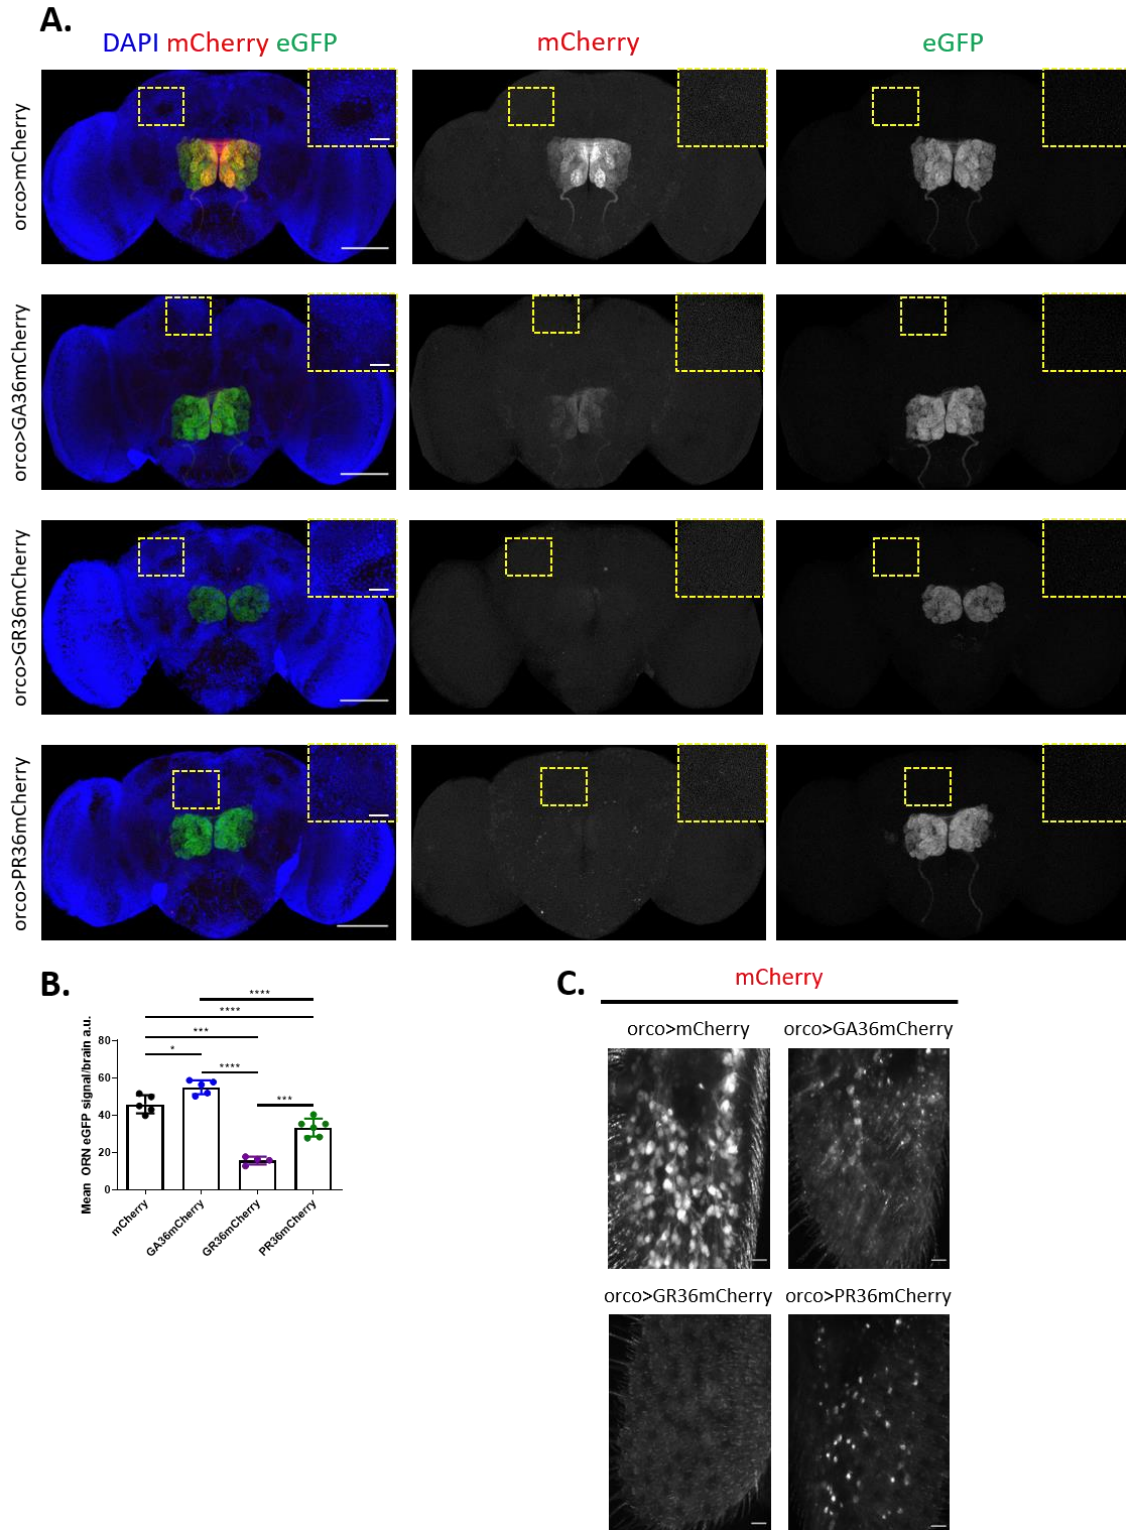 A.
DAPI mCherry eGFP
mCherry
eGFP
orco>mCherry
orco>GA36mCherry
orco>GR36mCherry
orco>PR36mCherry
B.
Mean ORN eGFP signal/brain a.u.
80
60
40
20
0
****
****
***
*
****
***
mCherry
GA36mCherry
GR36mCherry
PR36mCherry
C.
mCherry
orco>mCherry
orco>GA36mCherry
orco>GR36mCherry
orco>PR36mCherry